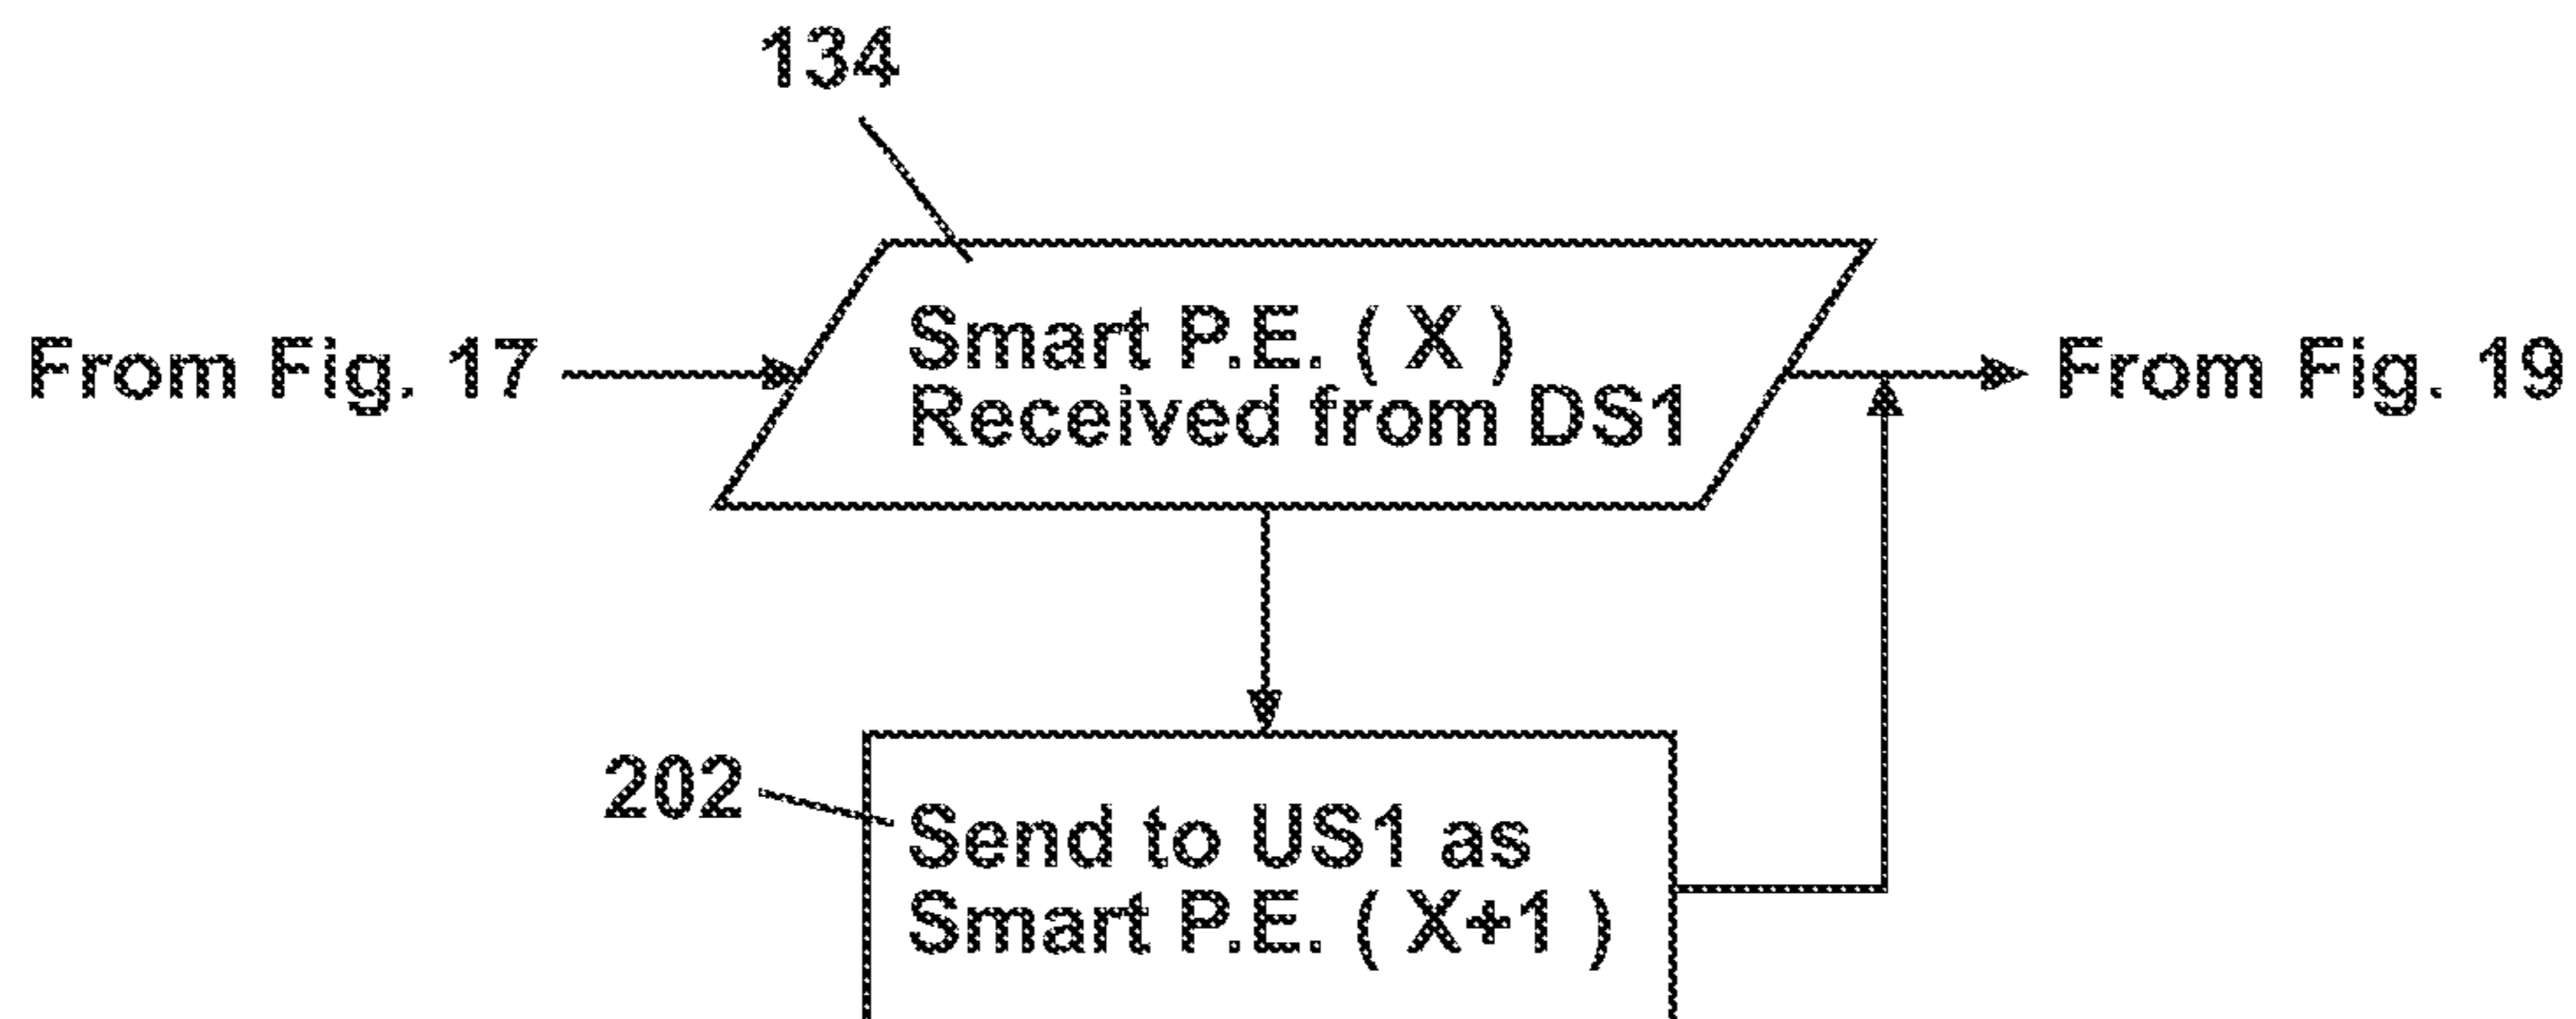 134
From Fig. 17
Smart P.E. ( X )
Received from DS1
From Fig. 19
202
Send to US1 as
Smart P.E. ( X+1 )